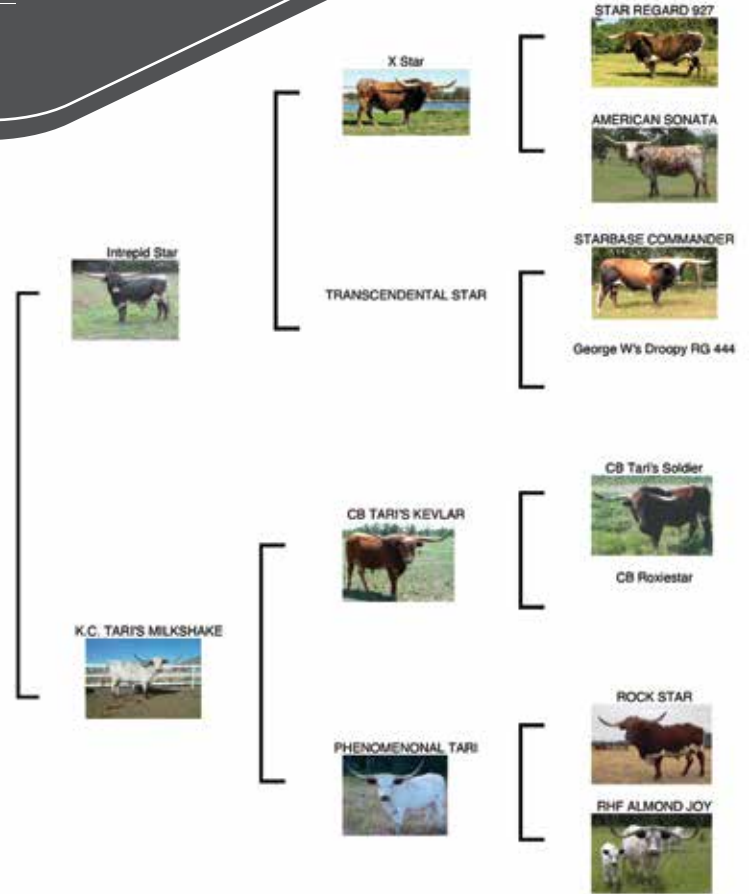 STAR REGARD 927
X Star
AMERICAN SONATA
Intrepid Star
STARBASE COMMANDER
TRANSCENDENTAL STAR
George W's Droopy RG 444
CB Tari's Soldier
CB TARI'S KEVLAR
CB Roxiestar
K.C. TARI'S MILKSHAKE
ROCK STAR
PHENOMENONAL TARI
RHF ALMOND JOY